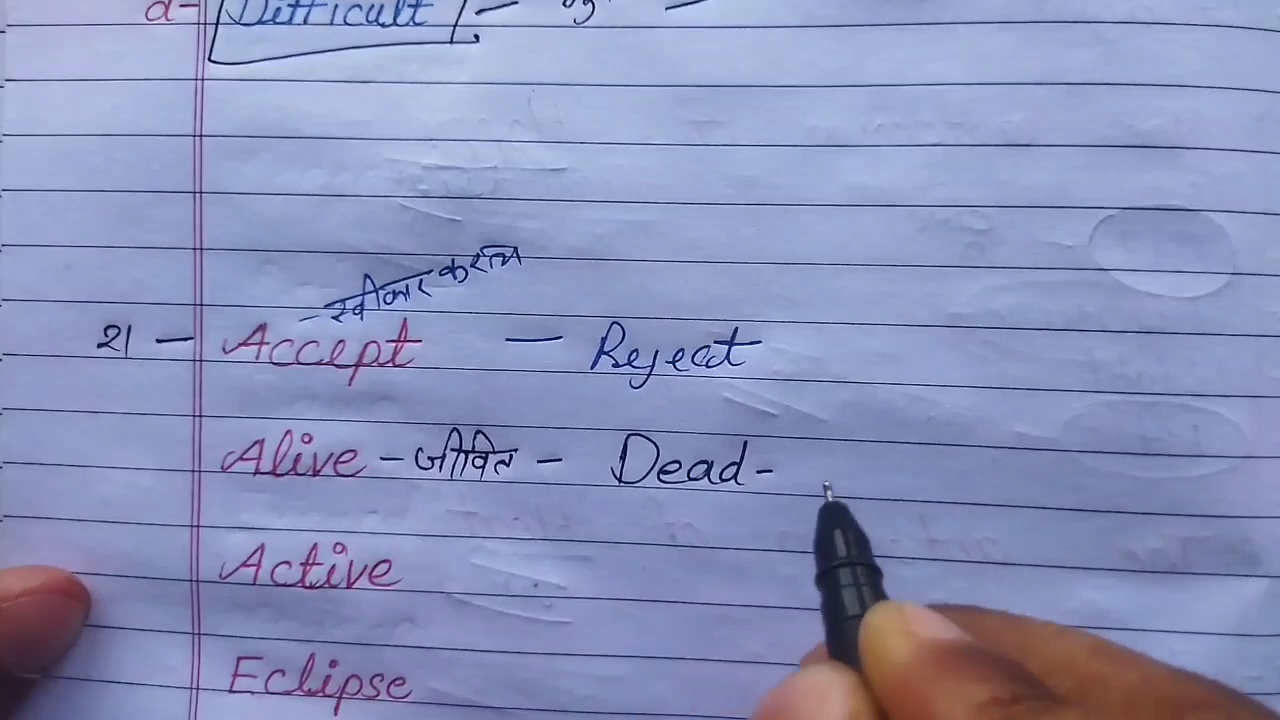 d- Difficult -
- स्वीकार करना
21 - Accept - Reject
Alive - जीवित - Dead -
Active
Eclipse